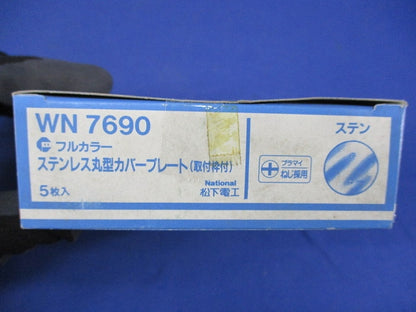 WN 7690
フルカラー
ステンレス丸型カバープレート(取付枠付)
5枚入
National
松下電工
ステン
プラマイ
ねじ採用